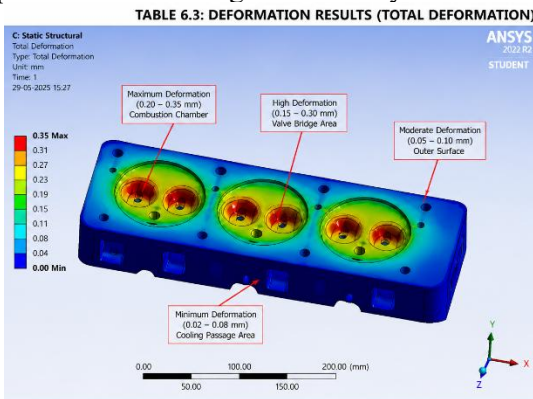 TABLE 6.3: DEFORMATION RESULTS (TOTAL DEFORMATION)
C: Static Structural
Total Deformation
Type: Total Deformation
Unit: mm
Time: 1
29-05-2025 15:27
ANSYS
2022 R2
STUDENT
Maximum Deformation
(0.20 – 0.35 mm)
Combustion Chamber
High Deformation
(0.15 – 0.30 mm)
Valve Bridge Area
Moderate Deformation
(0.05 – 0.10 mm)
Outer Surface
0.35 Max
0.31
0.27
0.23
0.19
0.15
0.11
0.08
0.04
0.00 Min
Minimum Deformation
(0.02 – 0.08 mm)
Cooling Passage Area
0.00 100.00 200.00 (mm)
50.00 150.00
Y
X
Z